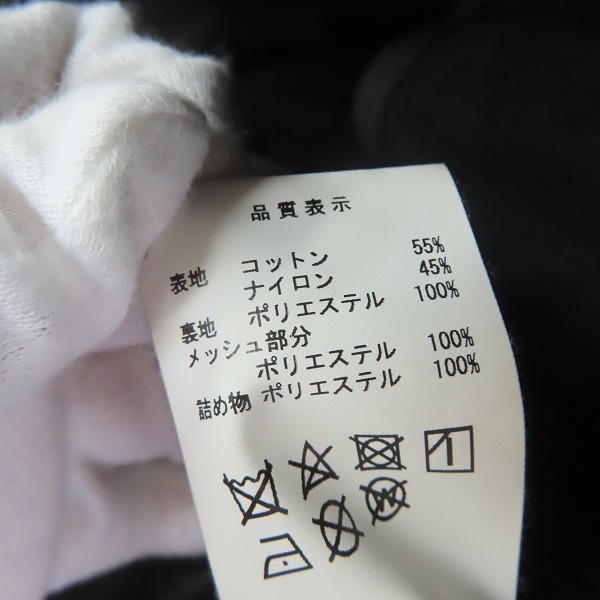 品質表示
表地 コットン 55%
ナイロン 45%
裏地 ポリエステル 100%
メッシュ部分
ポリエステル 100%
詰め物 ポリエステル 100%